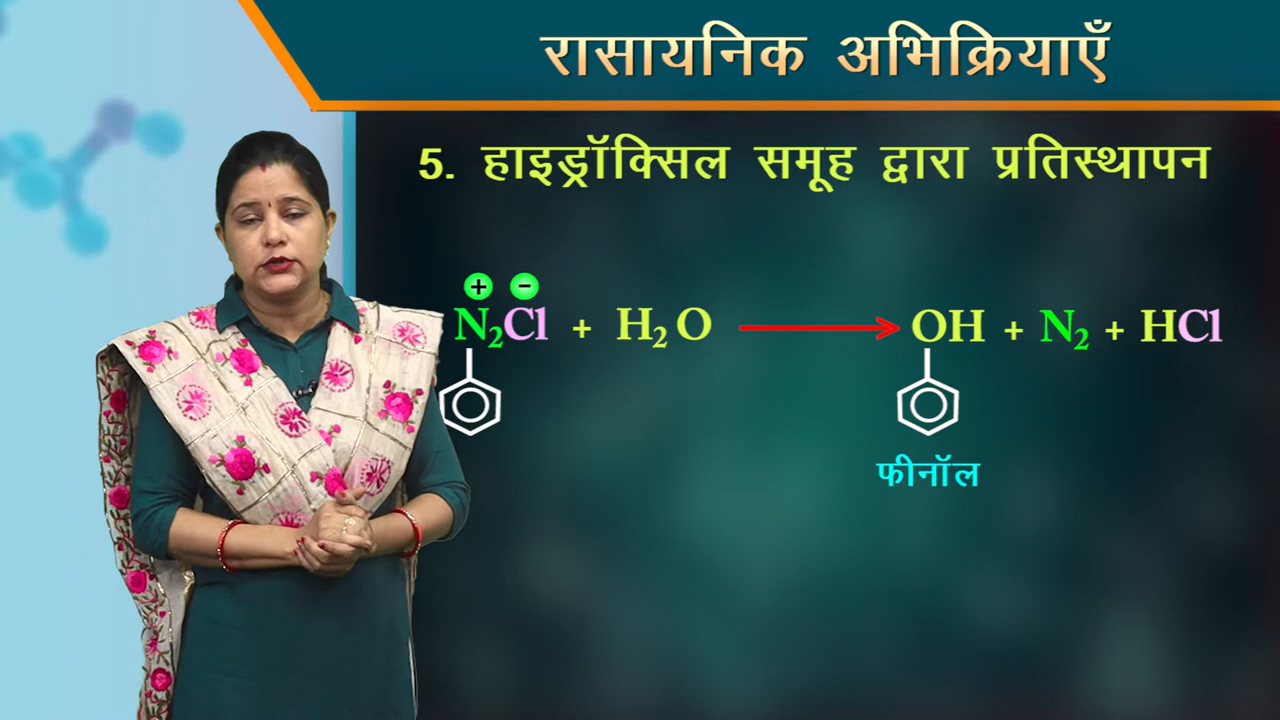 रासायनिक अभिक्रियाएँ
5. हाइड्रॉक्सिल समूह द्वारा प्रतिस्थापन
+ −
N₂Cl + H₂O ⟶ OH + N₂ + HCl
फीनॉल